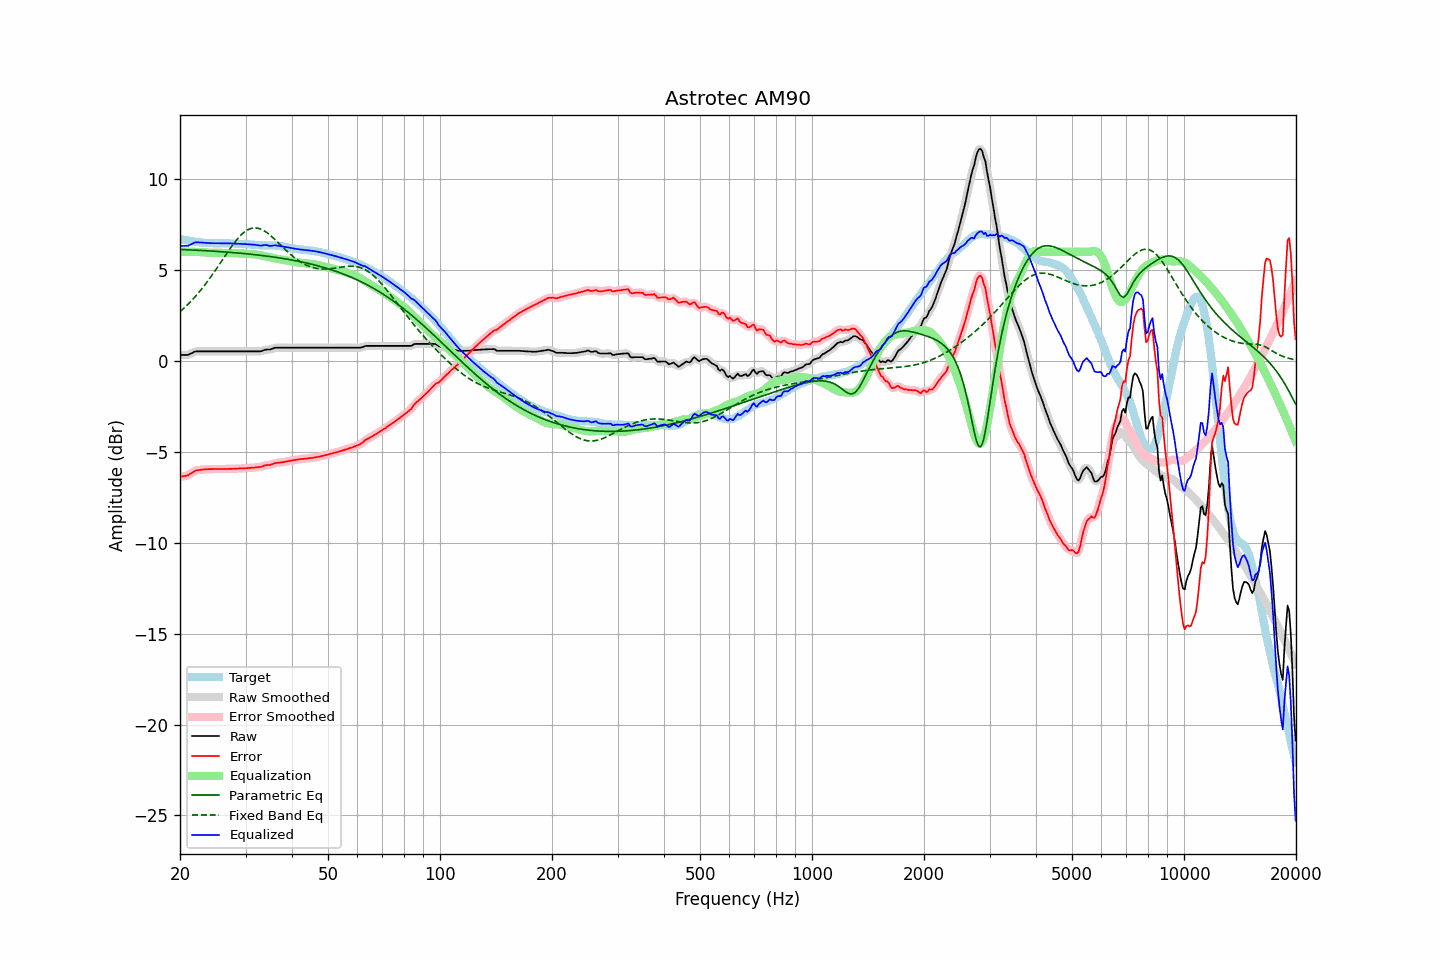 Astrotec AM90
Amplitude (dBr)
10
5
0
−5
−10
−15
−20
−25
Target
Raw Smoothed
Error Smoothed
Raw
Error
Equalization
Parametric Eq
Fixed Band Eq
Equalized
20
50
100
200
500
1000
2000
5000
10000
20000
Frequency (Hz)